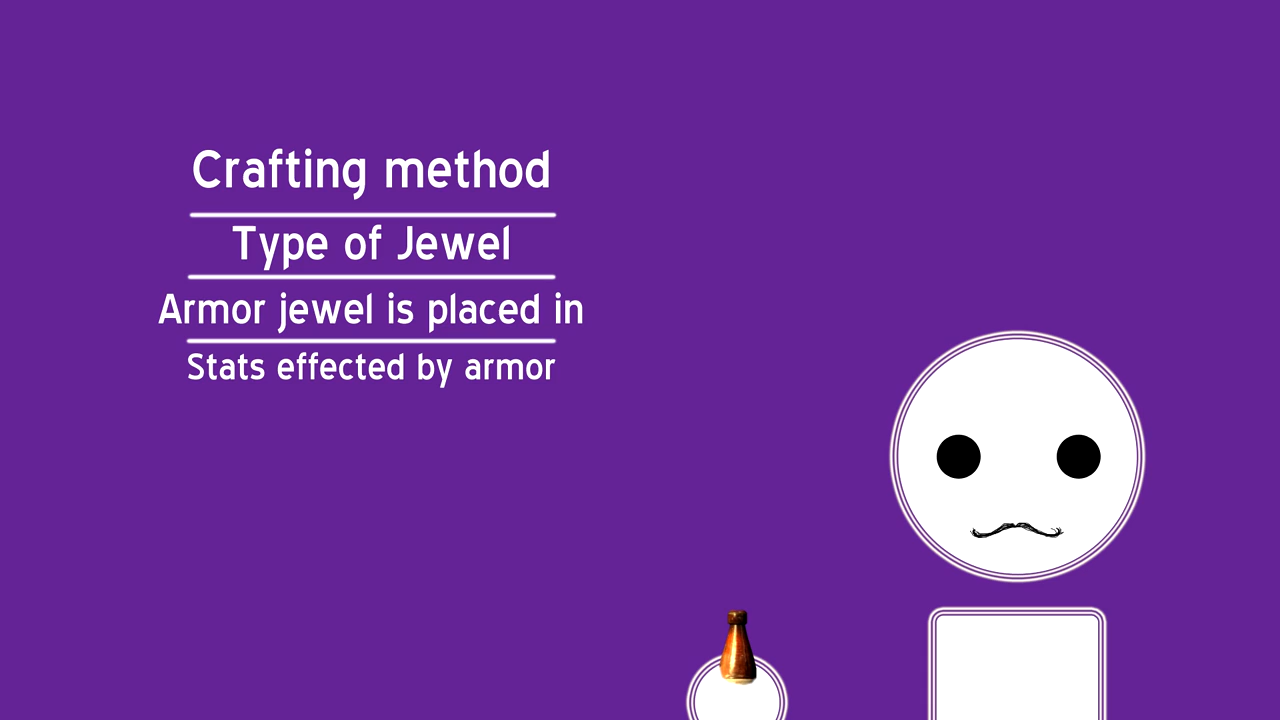 Crafting method
Type of Jewel
Armor jewel is placed in
Stats effected by armor